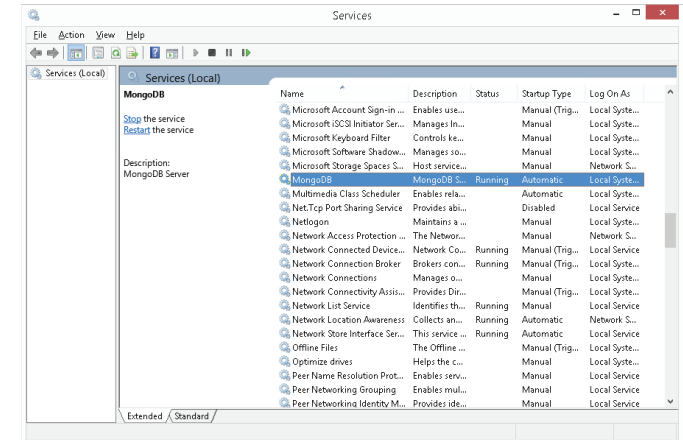 Services
File Action View Help
Services (Local)
Services (Local)
MongoDB
Stop the service
Restart the service
Description:
MongoDB Server
Name Description Status Startup Type Log On As
Microsoft Account Sign-in ... Enables use... Manual (Trig... Local Syste...
Microsoft iSCSI Initiator Ser... Manages In... Manual Local Syste...
Microsoft Keyboard Filter Controls ke... Manual Local Syste...
Microsoft Software Shadow... Manages so... Manual Local Syste...
Microsoft Storage Spaces S... Host service... Manual Network S...
MongoDB MongoDB S... Running Automatic Local Syste...
Multimedia Class Scheduler Enables rela... Automatic Local Syste...
Net.Tcp Port Sharing Service Provides abi... Disabled Local Service
Netlogon Maintains a ... Manual Local Syste...
Network Access Protection ... The Networ... Manual Network S...
Network Connected Device... Network Co... Running Manual (Trig... Local Service
Network Connection Broker Brokers con... Running Manual (Trig... Local Syste...
Network Connections Manages o... Manual Local Syste...
Network Connectivity Assis... Provides Dir... Manual (Trig... Local Syste...
Network List Service Identifies th... Running Manual Local Service
Network Location Awareness Collects an... Running Automatic Network S...
Network Store Interface Ser... This service ... Running Automatic Local Service
Offline Files The Offline ... Manual (Trig... Local Syste...
Optimize drives Helps the c... Manual Local Syste...
Peer Name Resolution Prot... Enables serv... Manual Local Service
Peer Networking Grouping Enables mul... Manual Local Service
Peer Networking Identity M... Provides ide... Manual Local Service
Extended Standard